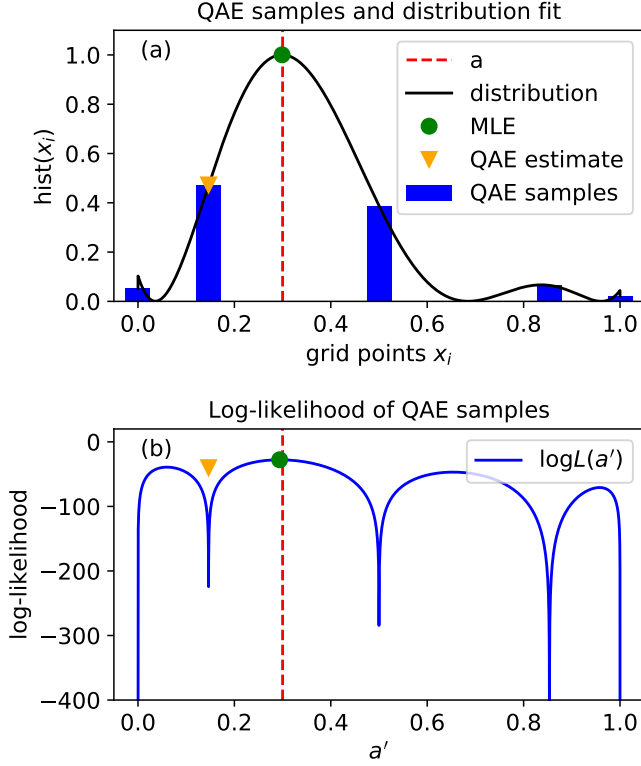 QAE samples and distribution fit
(a)
a
distribution
MLE
QAE estimate
QAE samples
hist(x_i)
1.0
0.8
0.6
0.4
0.2
0.0
0.0 0.2 0.4 0.6 0.8 1.0
grid points x_i
Log-likelihood of QAE samples
(b)
logL(a′)
log-likelihood
0
−100
−200
−300
−400
0.0 0.2 0.4 0.6 0.8 1.0
a′